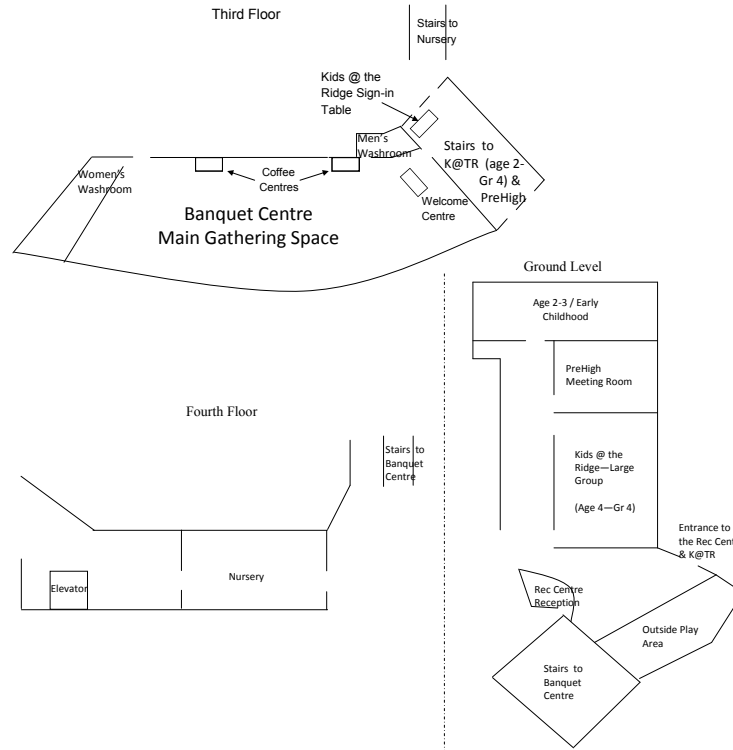 Third Floor
Stairs to
Nursery
Kids @ the
Ridge Sign-in
Table
Men's
Washroom
Stairs to
K@TR (age 2-
Gr 4) &
PreHigh
Women's
Washroom
Coffee
Centres
Welcome
Centre
Banquet Centre
Main Gathering Space
Ground Level
Age 2-3 / Early
Childhood
PreHigh
Meeting Room
Kids @ the
Ridge—Large
Group
(Age 4—Gr 4)
Entrance to
the Rec Cent
& K@TR
Rec Centre
Reception
Outside Play
Area
Stairs to
Banquet
Centre
Fourth Floor
Stairs to
Banquet
Centre
Elevator
Nursery